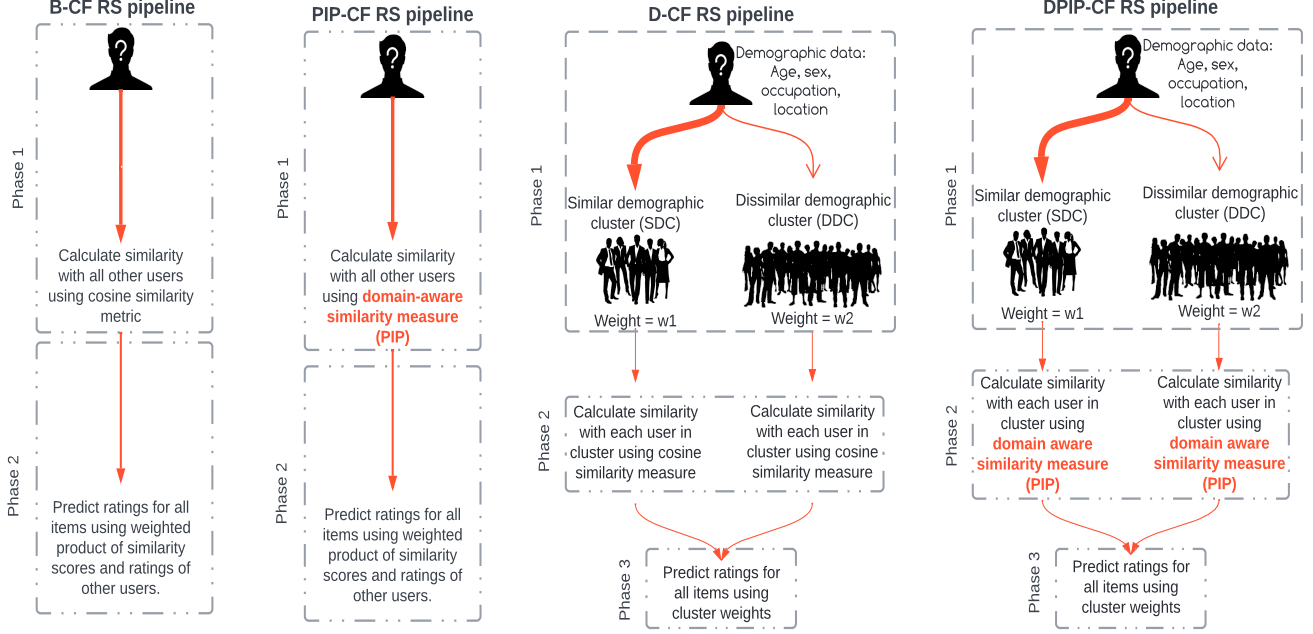 B-CF RS pipeline
?
Phase 1
Calculate similarity
with all other users
using cosine similarity
metric
Phase 2
Predict ratings for all
items using weighted
product of similarity
scores and ratings of
other users.
PIP-CF RS pipeline
?
Phase 1
Calculate similarity
with all other users
using domain-aware
similarity measure
(PIP)
Phase 2
Predict ratings for all
items using weighted
product of similarity
scores and ratings of
other users.
D-CF RS pipeline
?
Demographic data:
Age, sex,
occupation,
location
Phase 1
Similar demographic
cluster (SDC)
Weight = w1
Dissimilar demographic
cluster (DDC)
Weight = w2
Phase 2
Calculate similarity
with each user in
cluster using cosine
similarity measure
Calculate similarity
with each user in
cluster using cosine
similarity measure
Phase 3
Predict ratings for
all items using
cluster weights
DPIP-CF RS pipeline
?
Demographic data:
Age, sex,
occupation,
location
Phase 1
Similar demographic
cluster (SDC)
Weight = w1
Dissimilar demographic
cluster (DDC)
Weight = w2
Phase 2
Calculate similarity
with each user in
cluster using
domain aware
similarity measure
(PIP)
Calculate similarity
with each user in
cluster using
domain aware
similarity measure
(PIP)
Phase 3
Predict ratings for
all items using
cluster weights